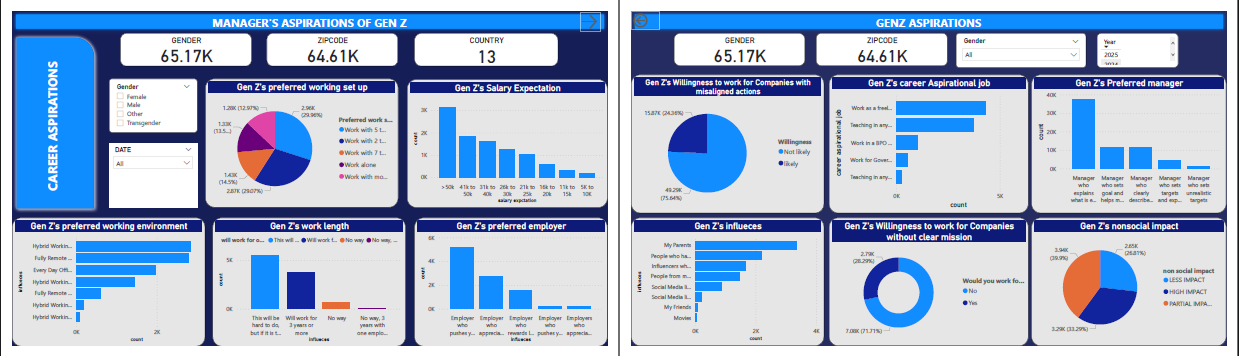 MANAGER'S ASPIRATIONS OF GEN Z
CAREER ASPIRATIONS
GENDER
65.17K
ZIPCODE
64.61K
COUNTRY
13
Gender
Female
Male
Other
Transgender
DATE
All
Gen Z's preferred working set up
1.28K (12.97%)
2.96K
(29.96%)
1.33K
(13.5...)
1.43K
(14.5%)
2.87K (29.07%)
Preferred work s...
Work with 5 t...
Work with 2 t...
Work with 7 t...
Work alone
Work with mo...
Gen Z's Salary Expectation
count
3K
2K
1K
0K
> 50k
41k to
50k
31k to
40k
26k to
30k
21k to
25k
16k to
20k
11k to
15k
5K to
10K
salary expctation
Gen Z's preferred working environment
influeces
Hybrid Workin...
Fully Remote ...
Every Day Offi...
Hybrid Workin...
Fully Remote ...
Hybrid Workin...
Hybrid Workin...
0K
2K
count
Gen Z's work length
will work for o...
This will ...
Will work f...
No way
No way, ...
count
5K
0K
This will be
hard to do,
but if it is t...
Will work for
3 years or
more
No way
No way, 3
years with
one emplo...
influeces
Gen Z's preferred employer
count
6K
4K
2K
0K
Employer
who
pushes y...
Employer
who
apprecia...
Employer
who
rewards l...
Employer
who
pushes y...
Employers
who
apprecia...
influeces
GENZ ASPIRATIONS
GENDER
65.17K
ZIPCODE
64.61K
Gender
All
Year
2025
Gen Z's Willingness to work for Companies with
misaligned actions
15.87K (24.36%)
49.29K
(75.64%)
Willingness
Not likely
likely
Gen Z's career Aspirational job
career aspirational job
Work as a freel...
Teaching in any...
Work in a BPO ...
Work for Gover...
Teaching in any...
0K
5K
count
Gen Z's Preferred manager
count
40K
30K
20K
10K
0K
Manager
who
explains
what is e...
Manager
who sets
goal and
helps m...
Manager
who
clearly
describe...
Manager
who sets
targets
and exp...
Manager
who sets
unrealistic
targets
Gen Z's influeces
influeces
My Parents
People who ha...
Influencers wh...
People from m...
Social Media li...
Social Media li...
My Friends
Movies
0K
2K
4K
count
Gen Z's Willingness to work for Companies
without clear mission
2.79K
(28.29%)
7.08K (71.71%)
Would you work fo...
No
Yes
Gen Z's nonsocial impact
3.94K
(39.9%)
2.65K
(26.81%)
3.29K (33.29%)
non social impact
LESS IMPACT
HIGH IMPACT
PARTIAL IMPA...